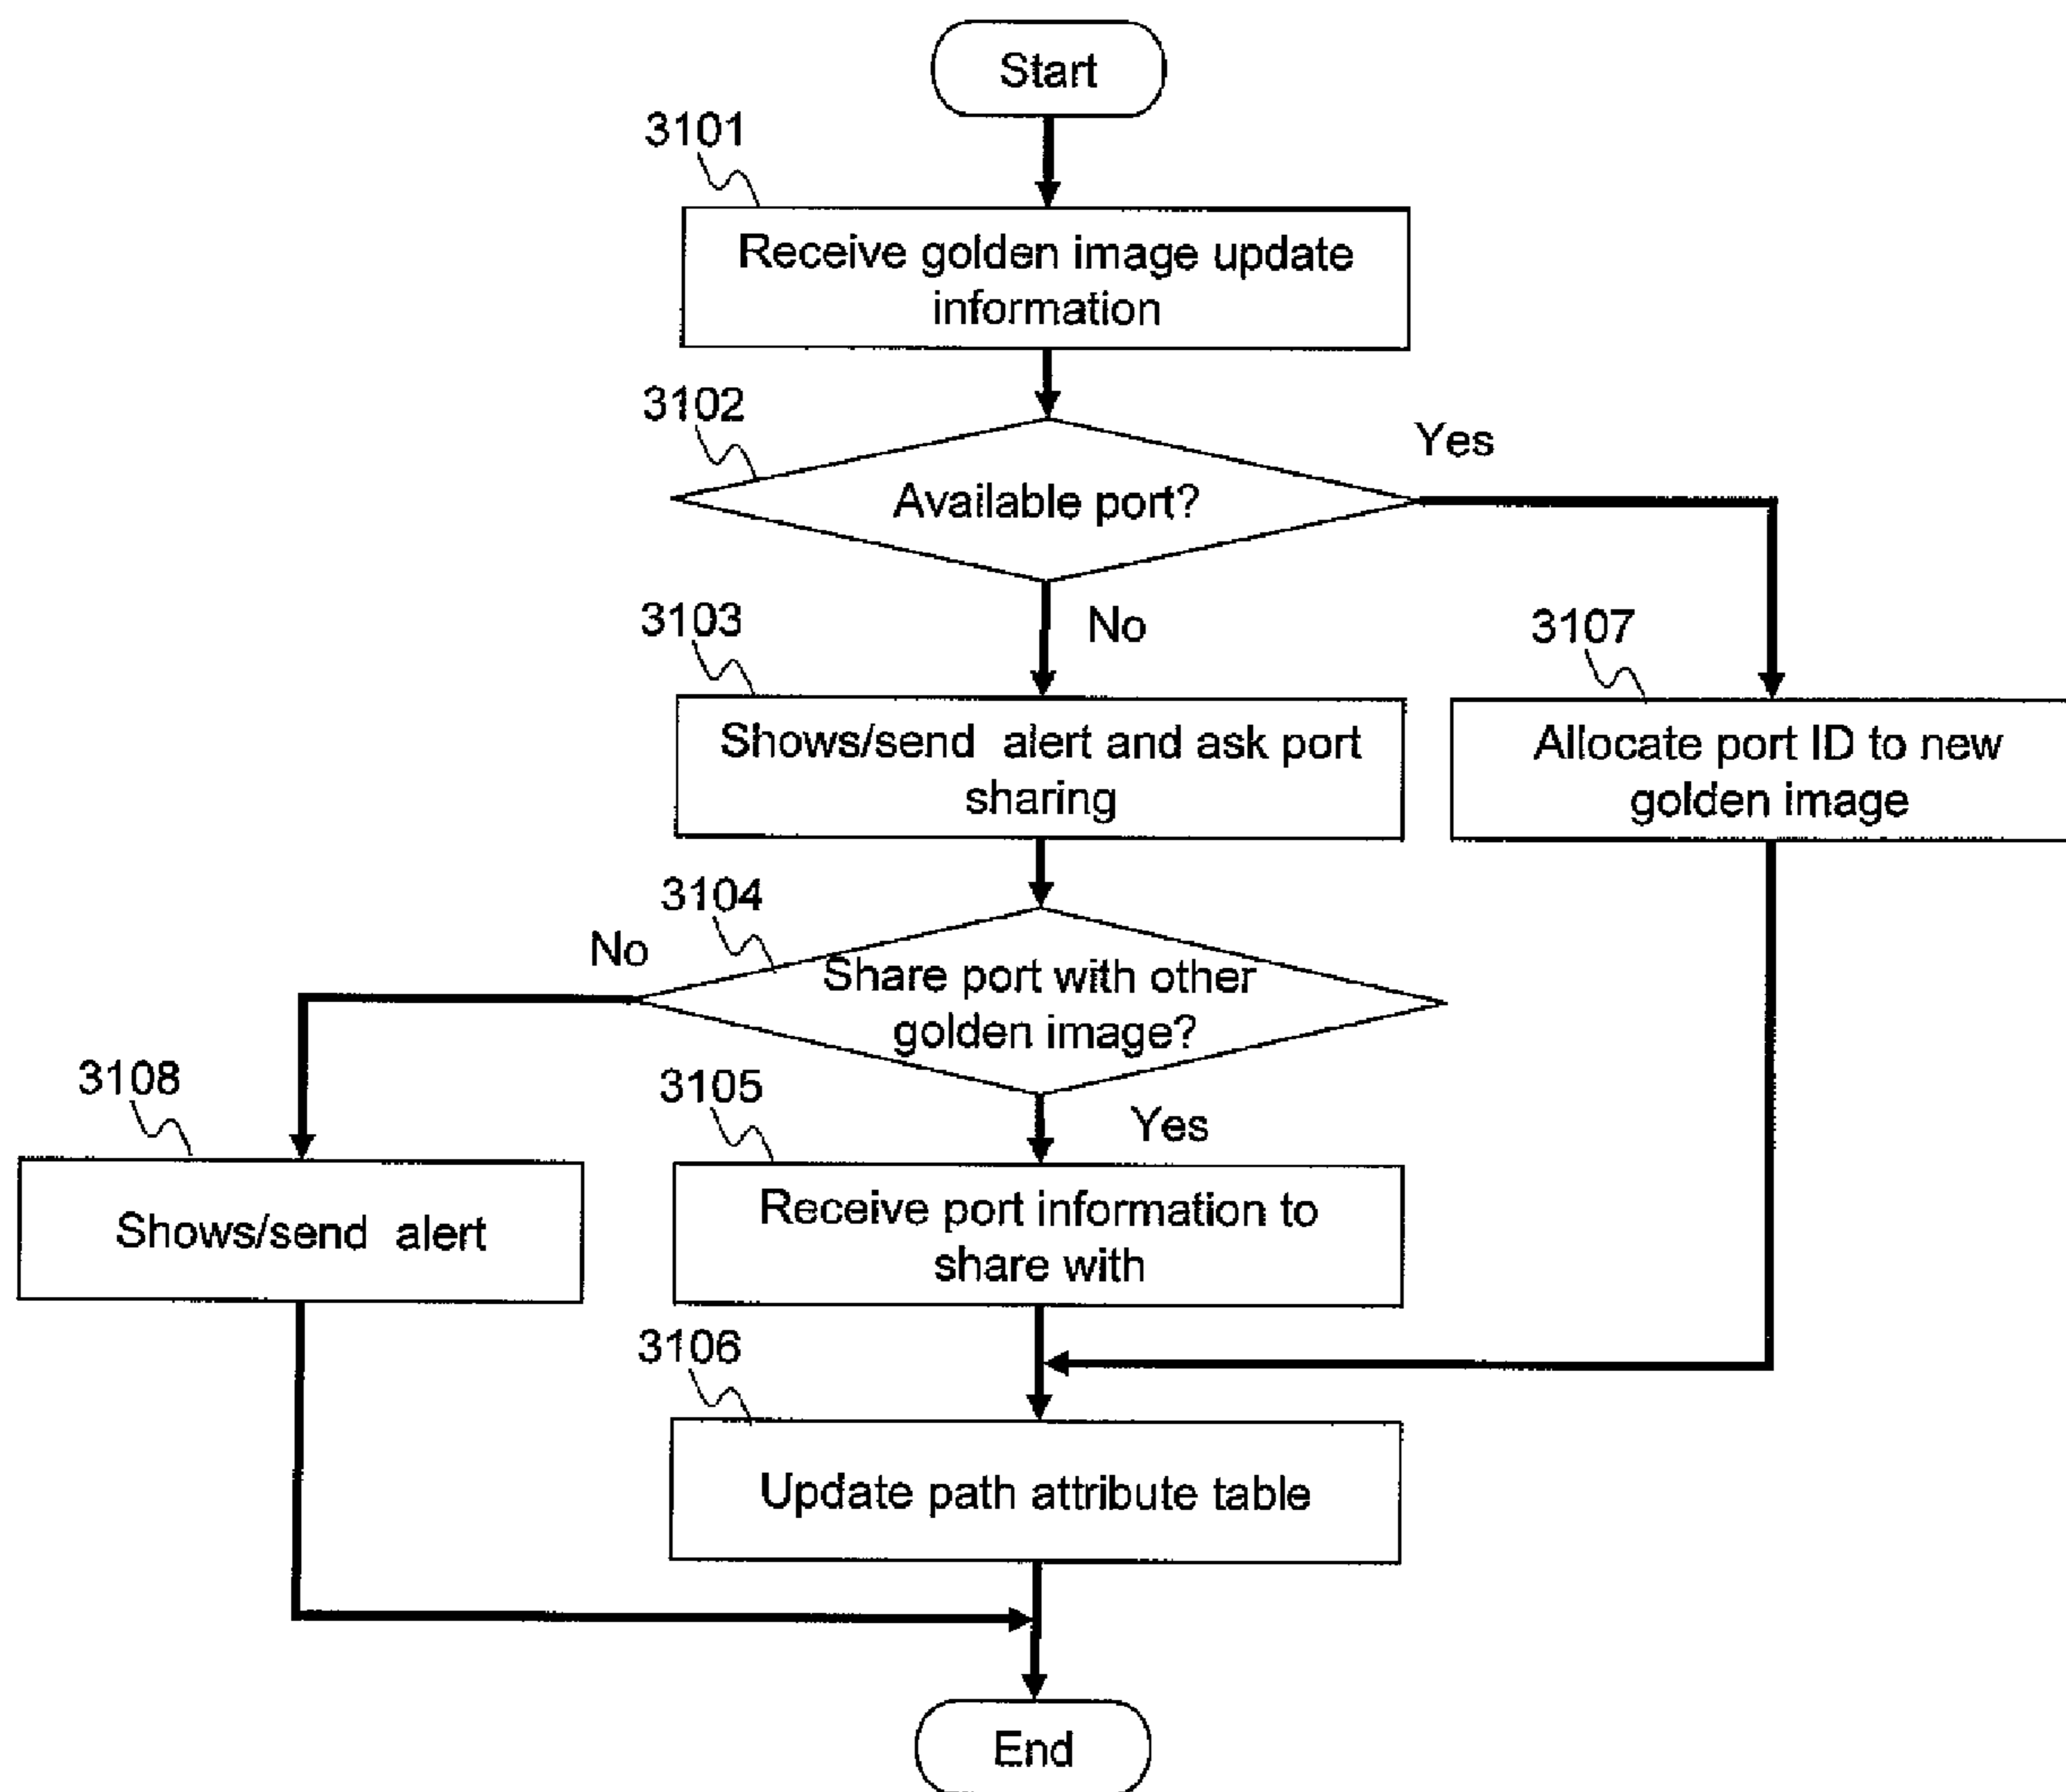 Start
3101
Receive golden image update
information
3102
Available port?
Yes
No
3103
Shows/send alert and ask port
sharing
3107
Allocate port ID to new
golden image
3104
No
Share port with other
golden image?
3108
Shows/send alert
3105
Yes
Receive port information to
share with
3106
Update path attribute table
End